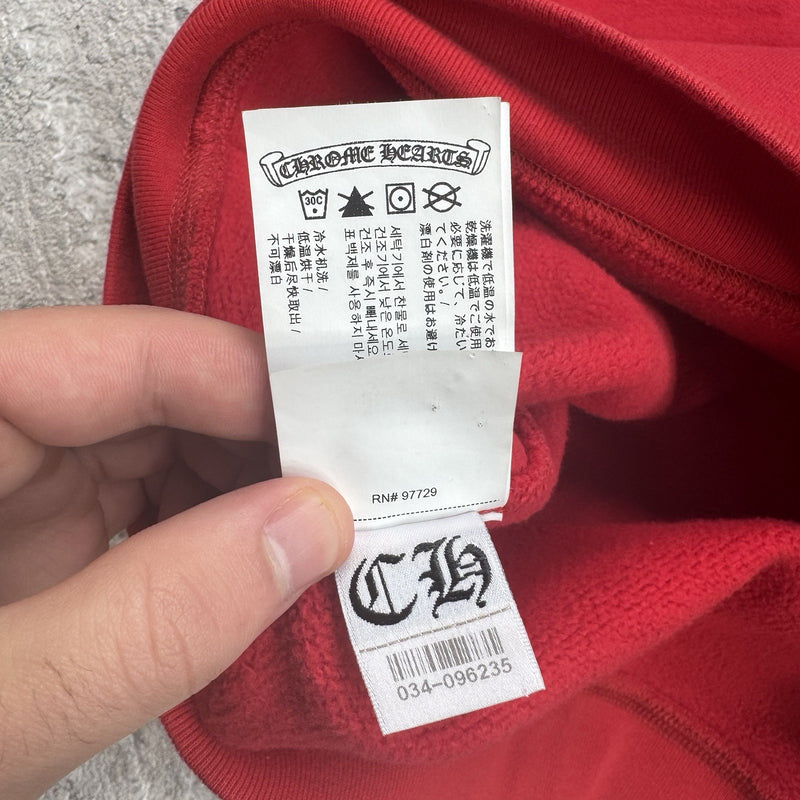 CHROME HEARTS
30C
洗濯機で低温の水でお
乾燥機は低温でご使用
必要に応じて、冷たい
てください。/
漂白剤の使用はお避け
세탁기에서 찬물로 세
건조기에서 낮은 온도
건조 후 즉시 빼내세요
표백제를 사용하지 마시
冷水机洗/
低温烘干/
干燥后尽快取出/
不可漂白
RN# 97729
CH
034-096235